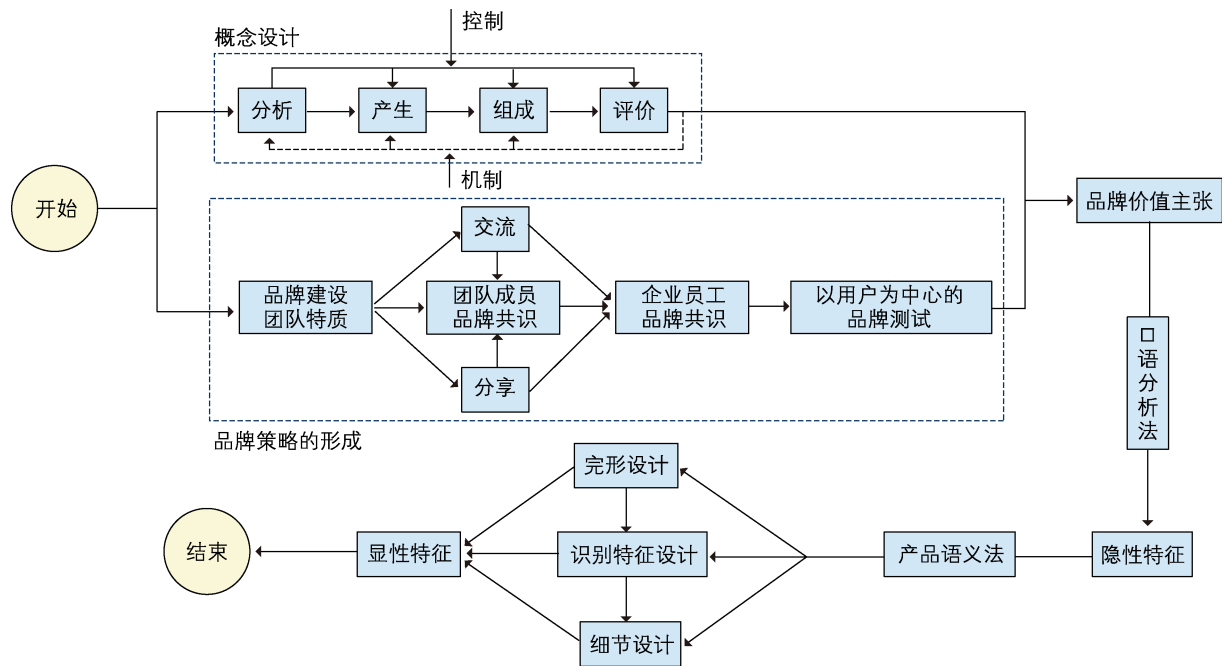 控制
概念设计
分析
产生
组成
评价
机制
开始
品牌价值主张
交流
品牌建设
团队特质
团队成员
品牌共识
企业员工
品牌共识
以用户为中心的
品牌测试
分享
口
语
分
析
法
品牌策略的形成
完形设计
结束
显性特征
识别特征设计
产品语义法
隐性特征
细节设计